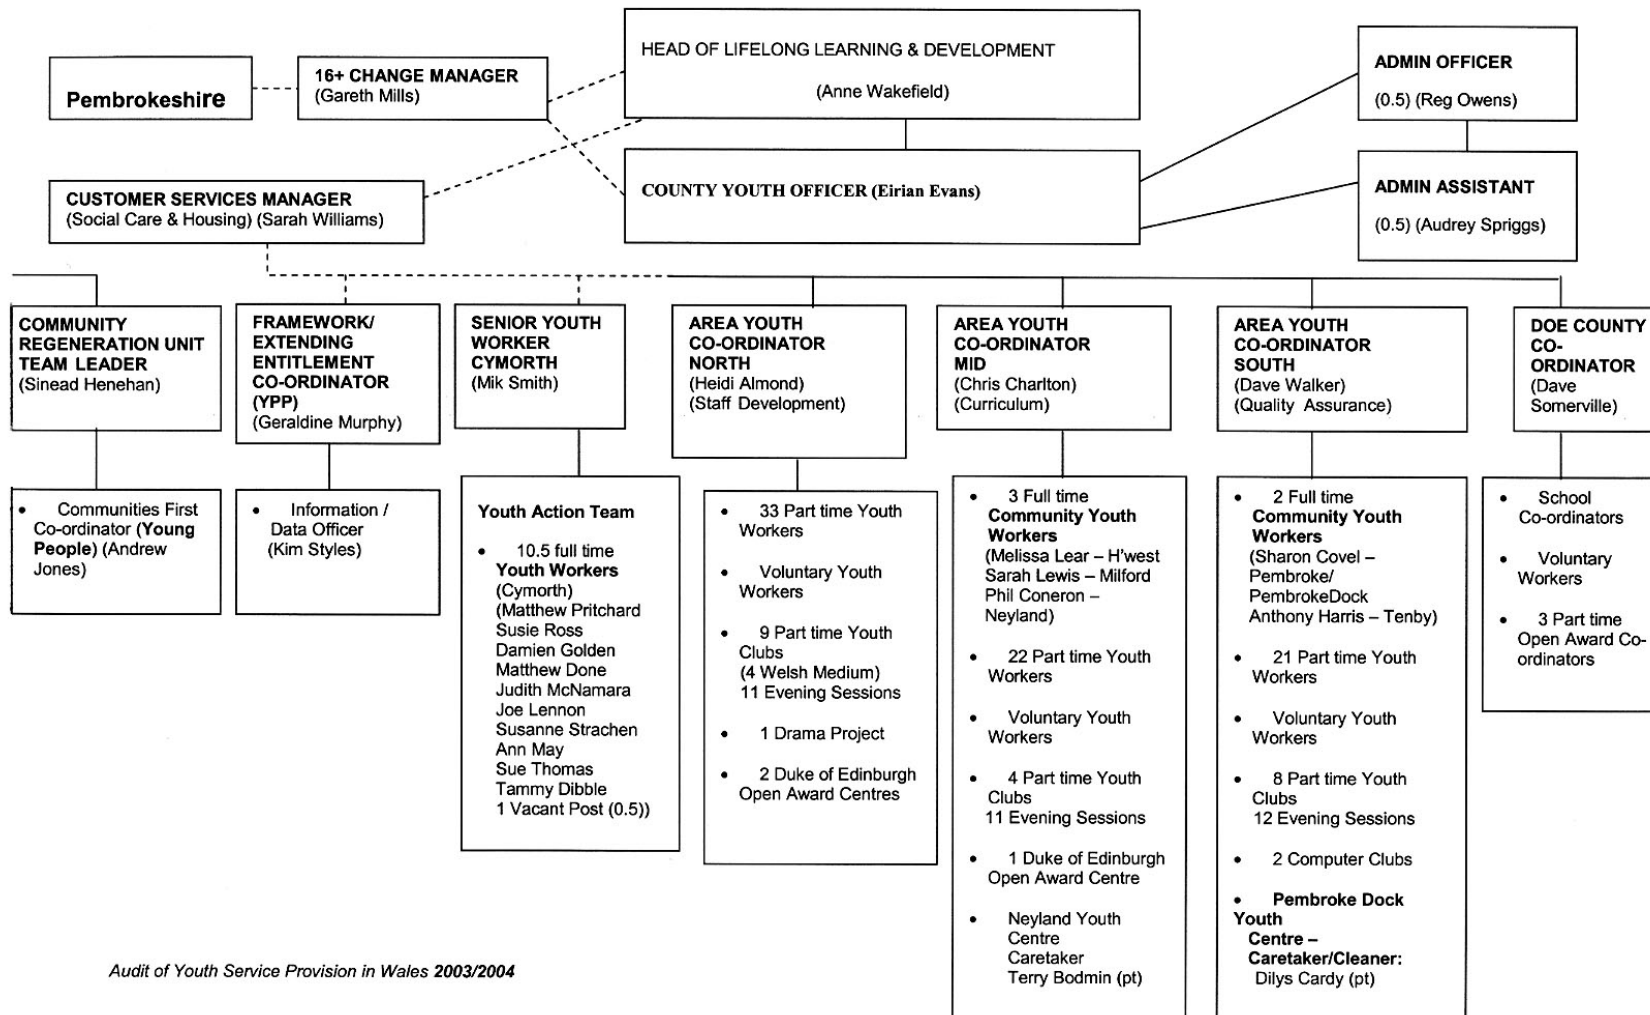 Pembrokeshire
16+ CHANGE MANAGER
(Gareth Mills)
HEAD OF LIFELONG LEARNING & DEVELOPMENT
(Anne Wakefield)
ADMIN OFFICER
(0.5) (Reg Owens)
COUNTY YOUTH OFFICER (Eirian Evans)
ADMIN ASSISTANT
(0.5) (Audrey Spriggs)
CUSTOMER SERVICES MANAGER
(Social Care & Housing) (Sarah Williams)
COMMUNITY
REGENERATION UNIT
TEAM LEADER
(Sinead Henehan)
FRAMEWORK/
EXTENDING
ENTITLEMENT
CO-ORDINATOR
(YPP)
(Geraldine Murphy)
SENIOR YOUTH
WORKER
CYMORTH
(Mik Smith)
AREA YOUTH
CO-ORDINATOR
NORTH
(Heidi Almond)
(Staff Development)
AREA YOUTH
CO-ORDINATOR
MID
(Chris Charlton)
(Curriculum)
AREA YOUTH
CO-ORDINATOR
SOUTH
(Dave Walker)
(Quality Assurance)
DOE COUNTY
CO-
ORDINATOR
(Dave
Somerville)
• Communities First
Co-ordinator (Young
People) (Andrew
Jones)
• Information /
Data Officer
(Kim Styles)
Youth Action Team
• 10.5 full time
Youth Workers
(Cymorth)
(Matthew Pritchard
Susie Ross
Damien Golden
Matthew Done
Judith McNamara
Joe Lennon
Susanne Strachen
Ann May
Sue Thomas
Tammy Dibble
1 Vacant Post (0.5))
• 33 Part time Youth
Workers
• Voluntary Youth
Workers
• 9 Part time Youth
Clubs
(4 Welsh Medium)
11 Evening Sessions
• 1 Drama Project
• 2 Duke of Edinburgh
Open Award Centres
• 3 Full time
Community Youth
Workers
(Melissa Lear – H'west
Sarah Lewis – Milford
Phil Coneron –
Neyland)
• 22 Part time Youth
Workers
• Voluntary Youth
Workers
• 4 Part time Youth
Clubs
11 Evening Sessions
• 1 Duke of Edinburgh
Open Award Centre
• Neyland Youth
Centre
Caretaker
Terry Bodmin (pt)
• 2 Full time
Community Youth
Workers
(Sharon Covel –
Pembroke/
PembrokeDock
Anthony Harris – Tenby)
• 21 Part time Youth
Workers
• Voluntary Youth
Workers
• 8 Part time Youth
Clubs
12 Evening Sessions
• 2 Computer Clubs
• Pembroke Dock
Youth
Centre –
Caretaker/Cleaner:
Dilys Cardy (pt)
• School
Co-ordinators
• Voluntary
Workers
• 3 Part time
Open Award Co-
ordinators
Audit of Youth Service Provision in Wales 2003/2004